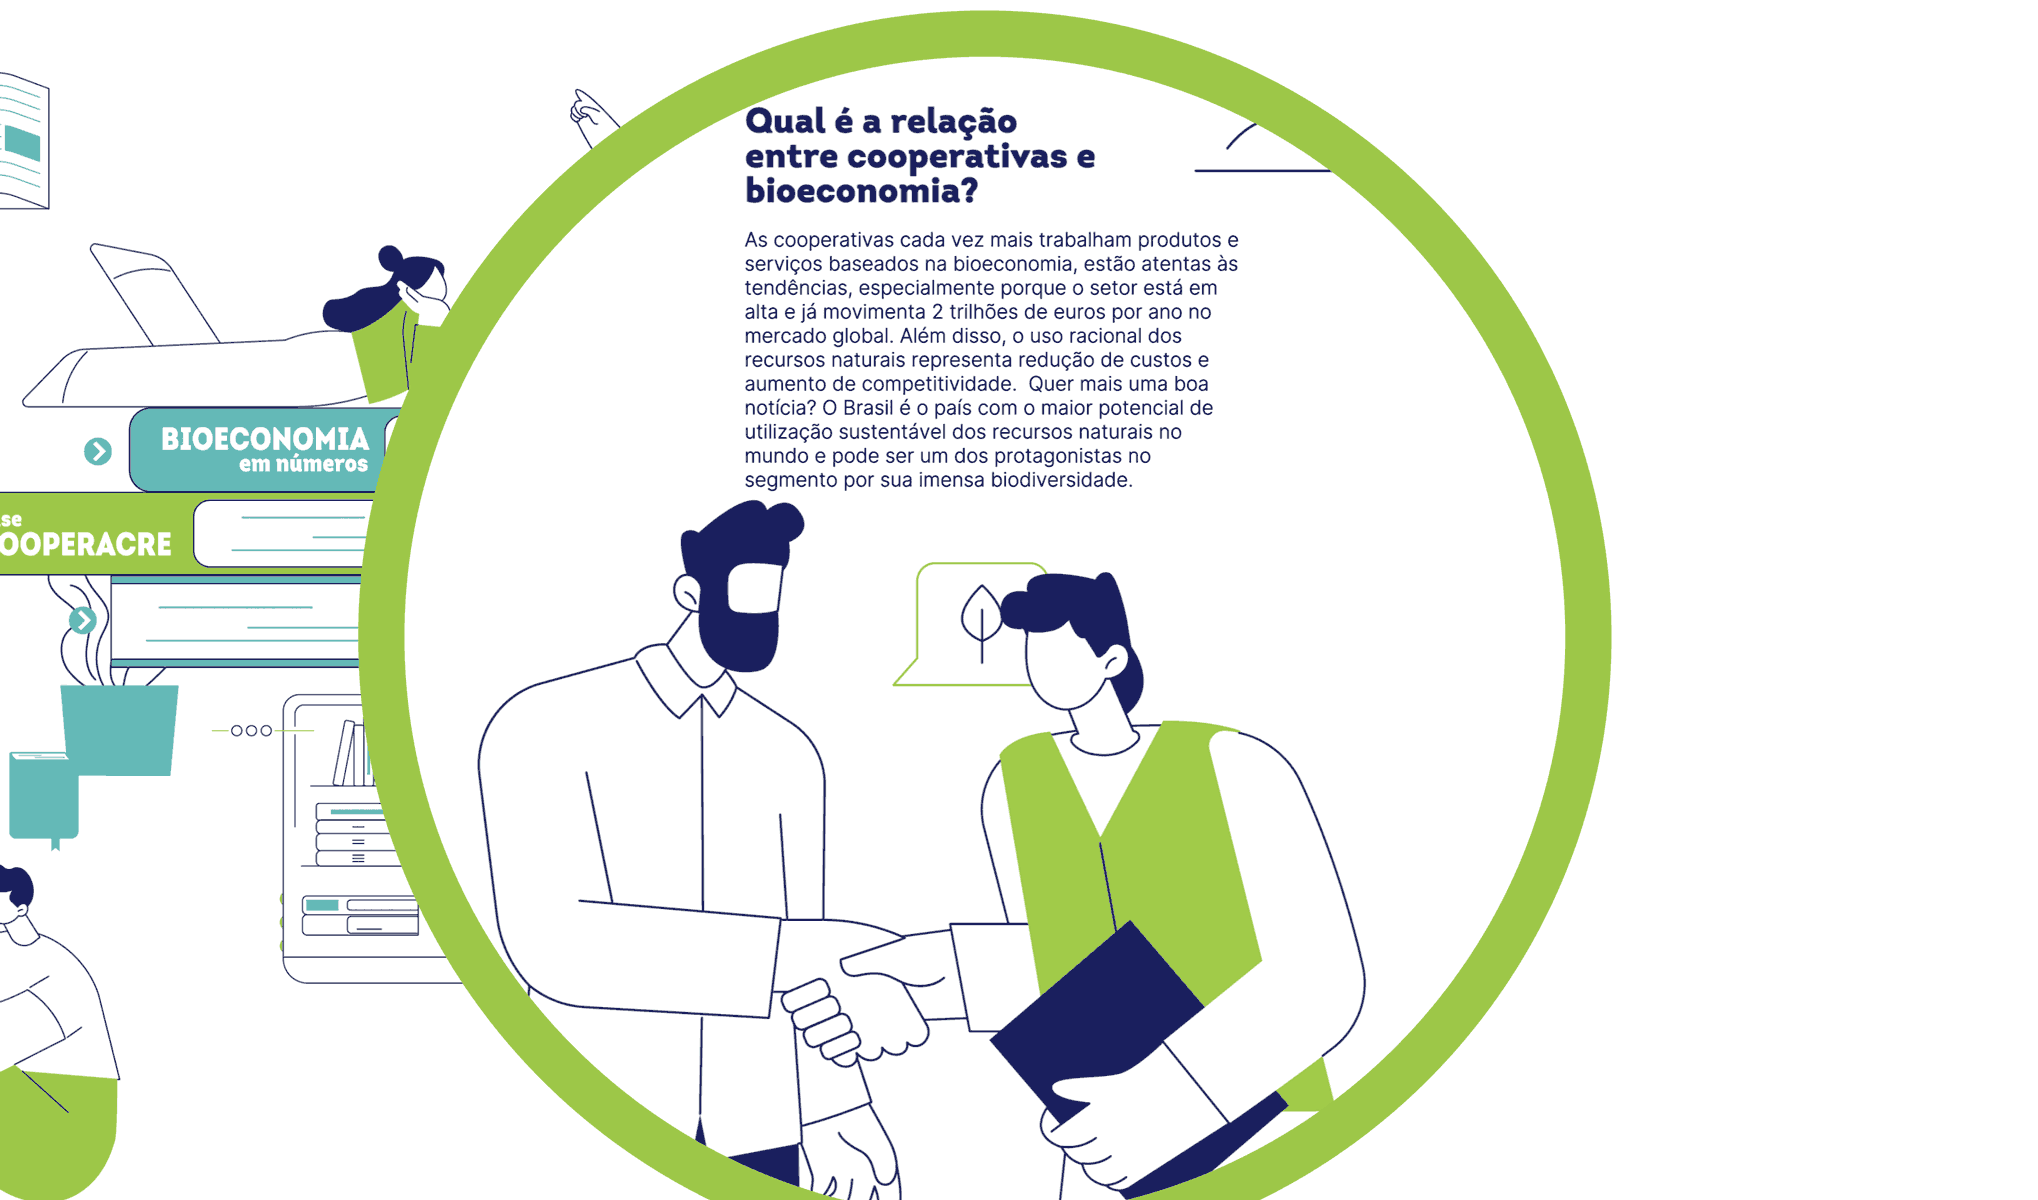 Qual é a relação
entre cooperativas e
bioeconomia?
As cooperativas cada vez mais trabalham produtos e
serviços baseados na bioeconomia, estão atentas às
tendências, especialmente porque o setor está em
alta e já movimenta 2 trilhões de euros por ano no
mercado global. Além disso, o uso racional dos
recursos naturais representa redução de custos e
aumento de competitividade.  Quer mais uma boa
notícia? O Brasil é o país com o maior potencial de
utilização sustentável dos recursos naturais no
mundo e pode ser um dos protagonistas no
segmento por sua imensa biodiversidade.
BIOECONOMIA
em números
se
OOPERACRE